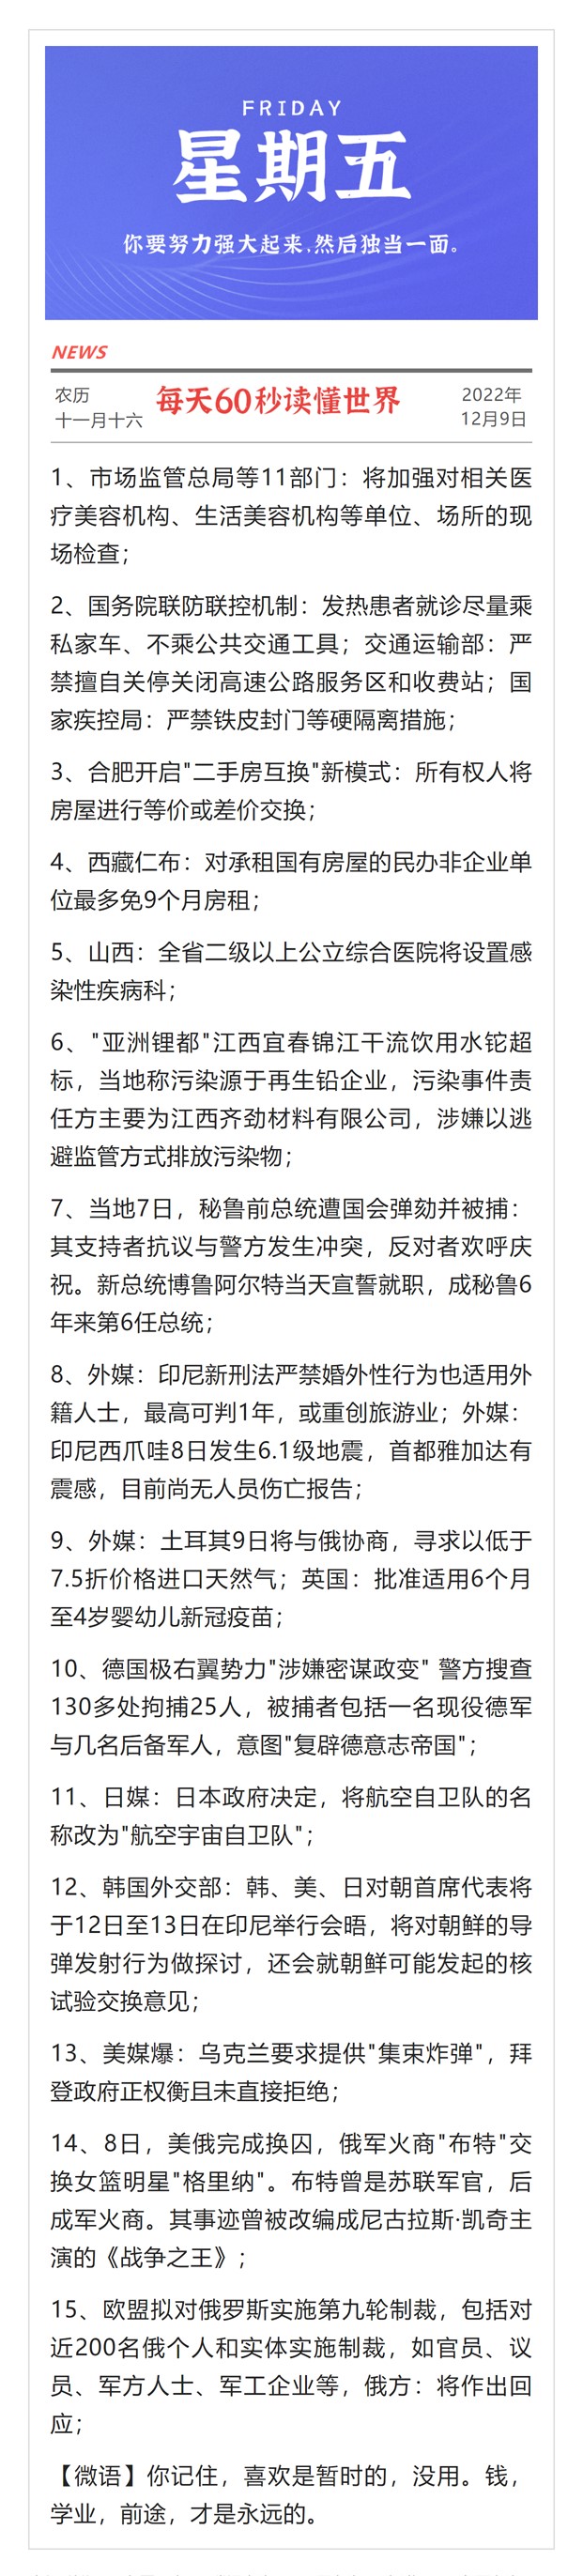 FRIDAY
星期五
你要努力强大起来,然后独当一面。
NEWS
农历
十一月十六
每天60秒读懂世界
2022年
12月9日
1、市场监管总局等11部门：将加强对相关医
疗美容机构、生活美容机构等单位、场所的现
场检查；
2、国务院联防联控机制：发热患者就诊尽量乘
私家车、不乘公共交通工具；交通运输部：严
禁擅自关停关闭高速公路服务区和收费站；国
家疾控局：严禁铁皮封门等硬隔离措施；
3、合肥开启"二手房互换"新模式：所有权人将
房屋进行等价或差价交换；
4、西藏仁布：对承租国有房屋的民办非企业单
位最多免9个月房租；
5、山西：全省二级以上公立综合医院将设置感
染性疾病科；
6、"亚洲锂都"江西宜春锦江干流饮用水铊超
标，当地称污染源于再生铅企业，污染事件责
任方主要为江西齐劲材料有限公司，涉嫌以逃
避监管方式排放污染物；
7、当地7日，秘鲁前总统遭国会弹劾并被捕：
其支持者抗议与警方发生冲突，反对者欢呼庆
祝。新总统博鲁阿尔特当天宣誓就职，成秘鲁6
年来第6任总统；
8、外媒：印尼新刑法严禁婚外性行为也适用外
籍人士，最高可判1年，或重创旅游业；外媒：
印尼西爪哇8日发生6.1级地震，首都雅加达有
震感，目前尚无人员伤亡报告；
9、外媒：土耳其9日将与俄协商，寻求以低于
7.5折价格进口天然气；英国：批准适用6个月
至4岁婴幼儿新冠疫苗；
10、德国极右翼势力"涉嫌密谋政变" 警方搜查
130多处拘捕25人，被捕者包括一名现役德军
与几名后备军人，意图"复辟德意志帝国"；
11、日媒：日本政府决定，将航空自卫队的名
称改为"航空宇宙自卫队"；
12、韩国外交部：韩、美、日对朝首席代表将
于12日至13日在印尼举行会晤，将对朝鲜的导
弹发射行为做探讨，还会就朝鲜可能发起的核
试验交换意见；
13、美媒爆：乌克兰要求提供"集束炸弹"，拜
登政府正权衡且未直接拒绝；
14、8日，美俄完成换囚，俄军火商"布特"交
换女篮明星"格里纳"。布特曾是苏联军官，后
成军火商。其事迹曾被改编成尼古拉斯·凯奇主
演的《战争之王》；
15、欧盟拟对俄罗斯实施第九轮制裁，包括对
近200名俄个人和实体实施制裁，如官员、议
员、军方人士、军工企业等，俄方：将作出回
应；
【微语】你记住，喜欢是暂时的，没用。钱，
学业，前途，才是永远的。